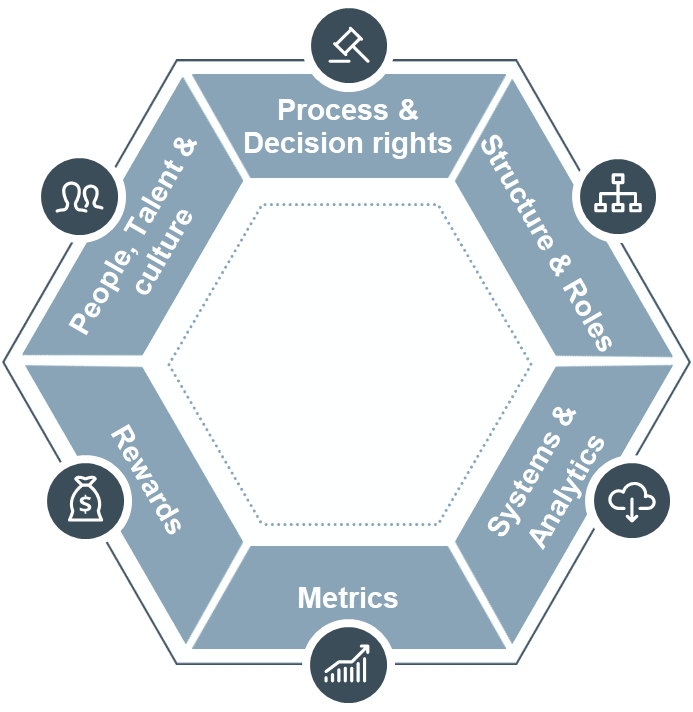 Process &
Decision rights
Structure & Roles
Systems &
Analytics
Metrics
Rewards
People, Talent &
culture
$